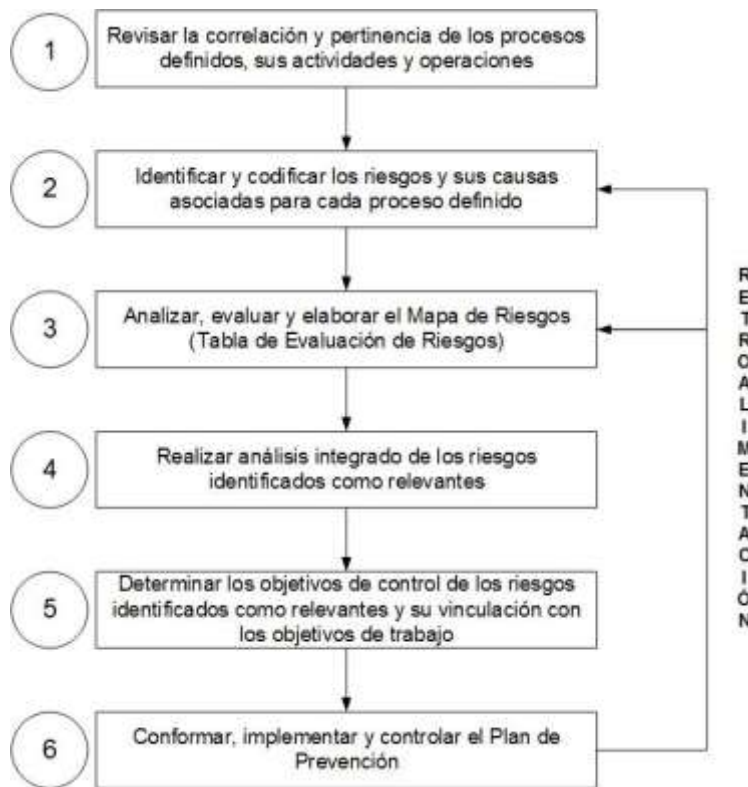 1
Revisar la correlación y pertinencia de los procesos
definidos, sus actividades y operaciones
2
Identificar y codificar los riesgos y sus causas
asociadas para cada proceso definido
3
Analizar, evaluar y elaborar el Mapa de Riesgos
(Tabla de Evaluación de Riesgos)
4
Realizar análisis integrado de los riesgos
identificados como relevantes
5
Determinar los objetivos de control de los riesgos
identificados como relevantes y su vinculación con
los objetivos de trabajo
6
Conformar, implementar y controlar el Plan de
Prevención
RETROALIMENTACIÓN